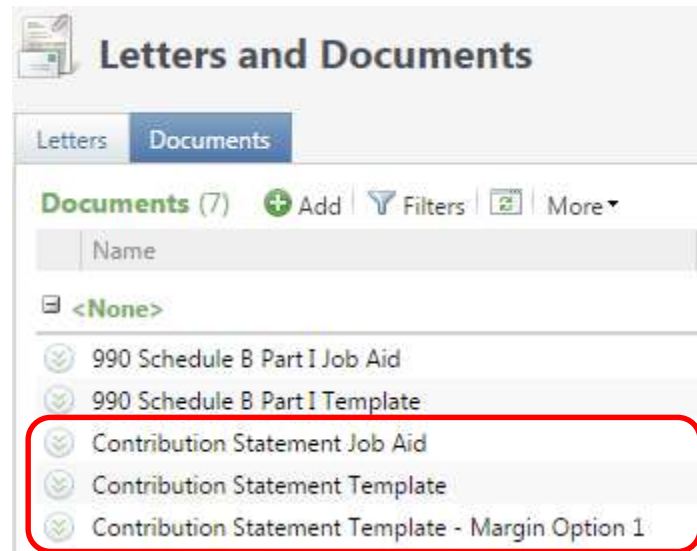 Letters and Documents
Letters Documents
Documents (7) Add Filters More
Name
<None>
990 Schedule B Part I Job Aid
990 Schedule B Part I Template
Contribution Statement Job Aid
Contribution Statement Template
Contribution Statement Template - Margin Option 1